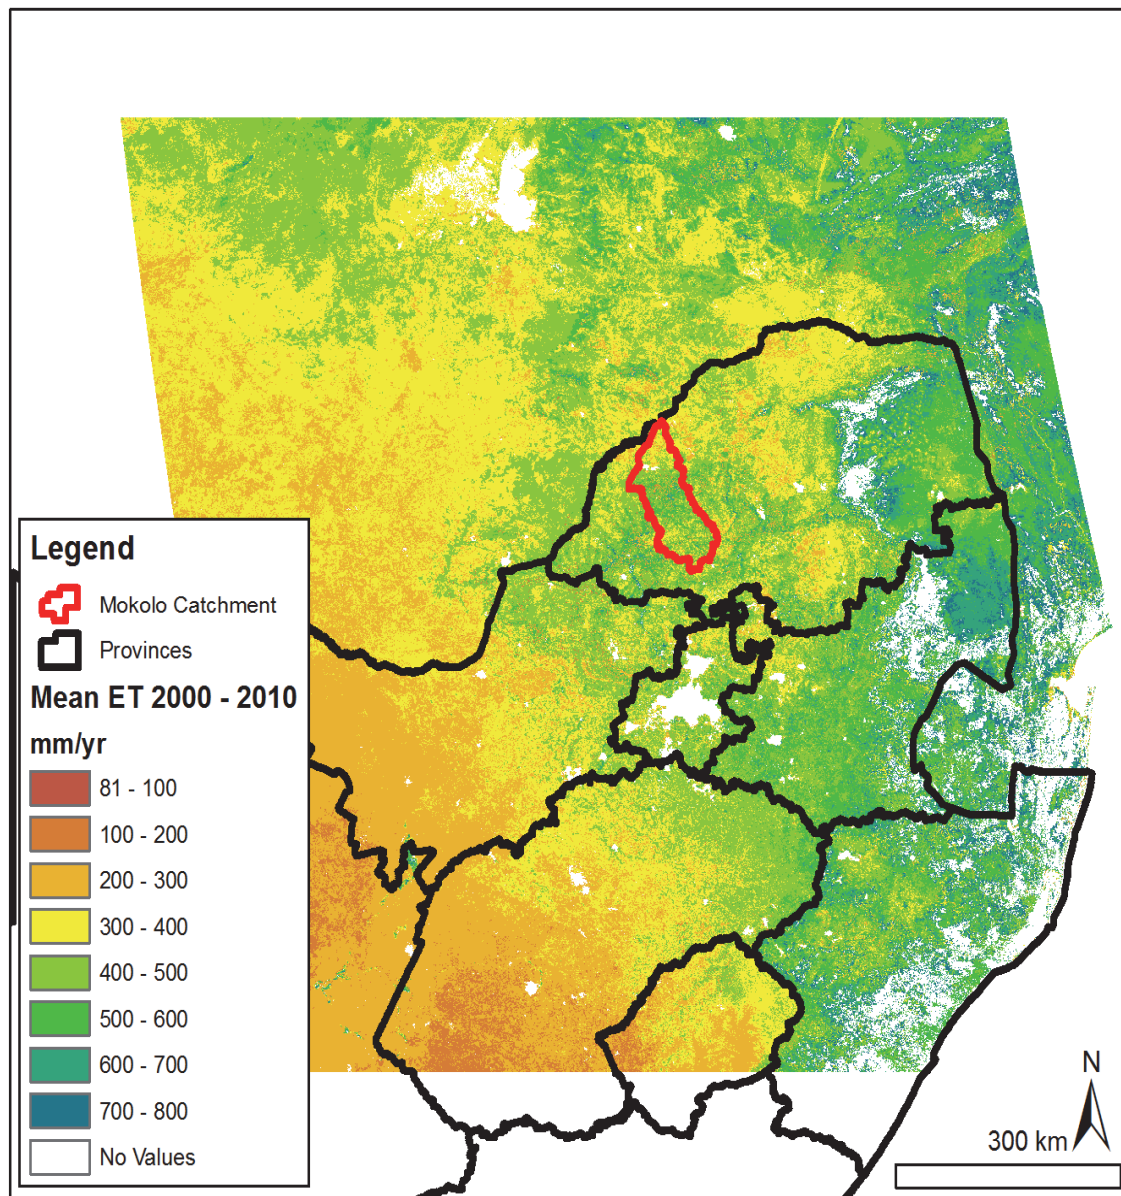 Legend
Mokolo Catchment
Provinces
Mean ET 2000 - 2010
mm/yr
81 - 100
100 - 200
200 - 300
300 - 400
400 - 500
500 - 600
600 - 700
700 - 800
No Values
N
300 km